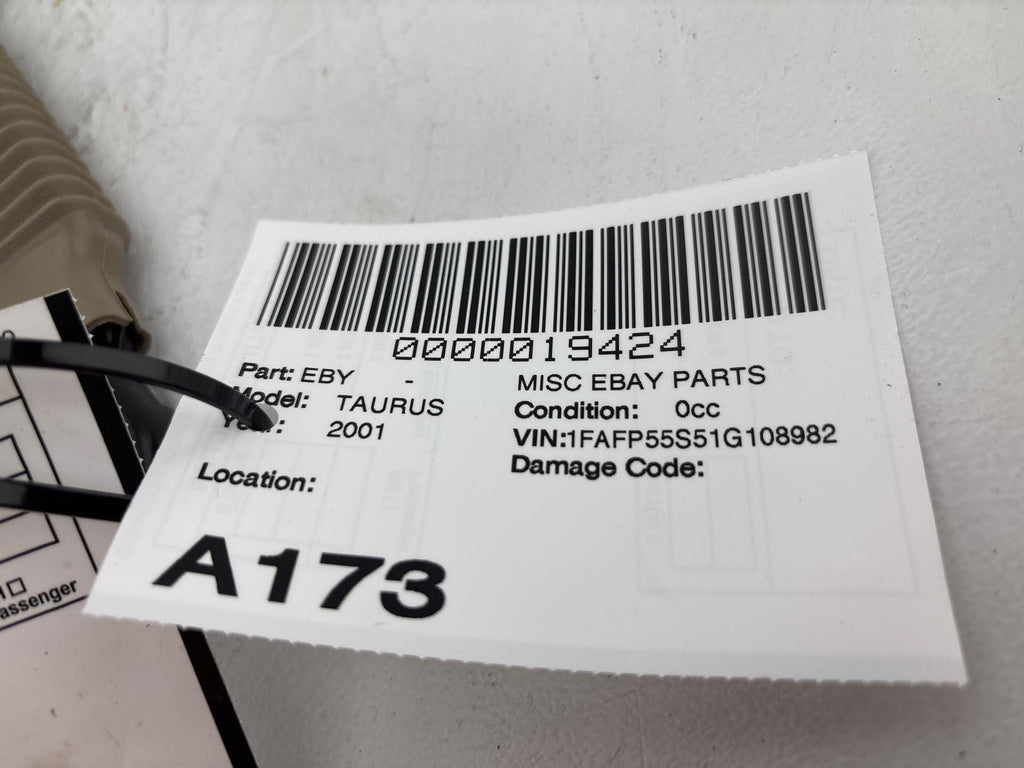 0000019424
Part: EBY - MISC EBAY PARTS
Model: TAURUS Condition: 0cc
Year: 2001 VIN:1FAFP55S51G108982
Location: Damage Code:
A173
assenger